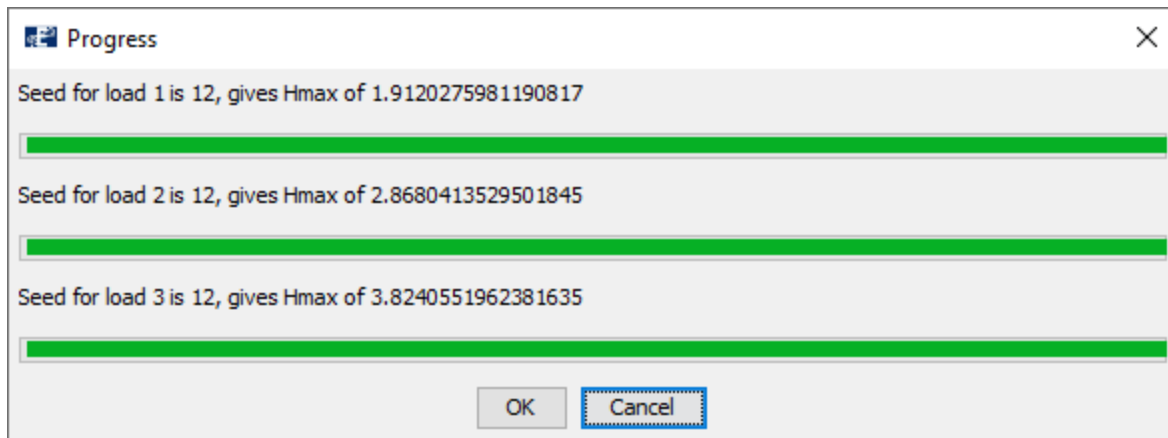 Progress
Seed for load 1 is 12, gives Hmax of 1.9120275981190817
Seed for load 2 is 12, gives Hmax of 2.8680413529501845
Seed for load 3 is 12, gives Hmax of 3.8240551962381635
OK Cancel